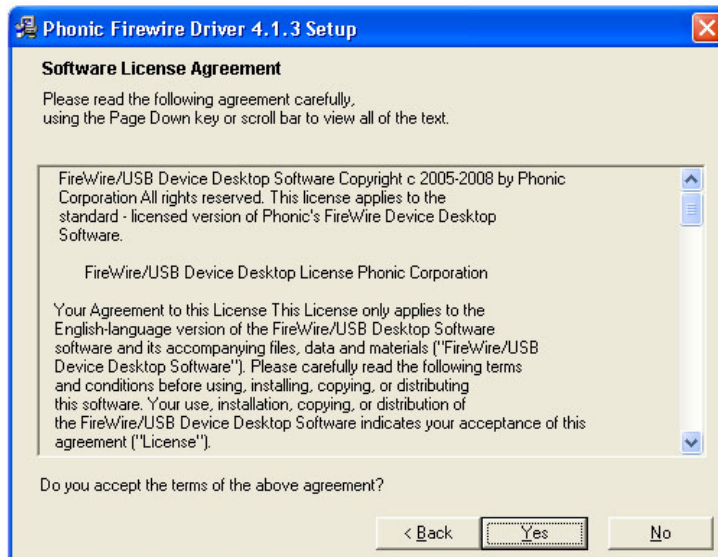 Phonic Firewire Driver 4.1.3 Setup
Software License Agreement
Please read the following agreement carefully,
using the Page Down key or scroll bar to view all of the text.
FireWire/USB Device Desktop Software Copyright c 2005-2008 by Phonic
Corporation All rights reserved. This license applies to the
standard - licensed version of Phonic's FireWire Device Desktop
Software.
FireWire/USB Device Desktop License Phonic Corporation
Your Agreement to this License This License only applies to the
English-language version of the FireWire/USB Desktop Software
software and its accompanying files, data and materials ("FireWire/USB
Device Desktop Software"). Please carefully read the following terms
and conditions before using, installing, copying, or distributing
this software. Your use, installation, copying, or distribution of
the FireWire/USB Device Desktop Software indicates your acceptance of this
agreement ("License").
Do you accept the terms of the above agreement?
< Back Yes No